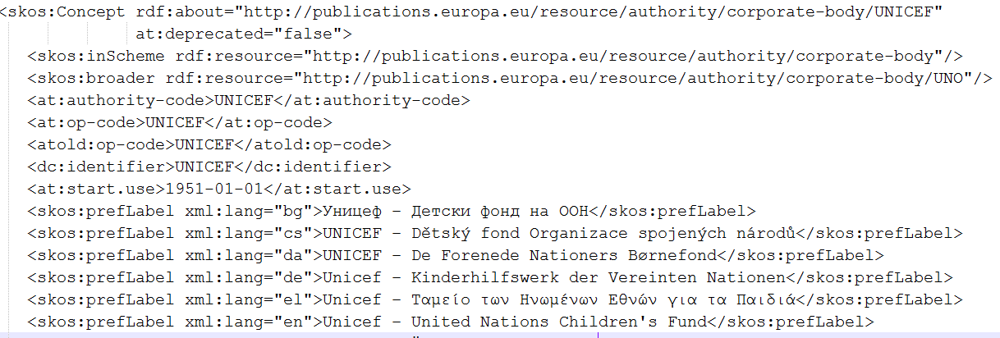 <skos:Concept rdf:about="http://publications.europa.eu/resource/authority/corporate-body/UNICEF"
at:deprecated="false">
<skos:inScheme rdf:resource="http://publications.europa.eu/resource/authority/corporate-body"/>
<skos:broader rdf:resource="http://publications.europa.eu/resource/authority/corporate-body/UNO"/>
<at:authority-code>UNICEF</at:authority-code>
<at:op-code>UNICEF</at:op-code>
<atold:op-code>UNICEF</atold:op-code>
<dc:identifier>UNICEF</dc:identifier>
<at:start.use>1951-01-01</at:start.use>
<skos:prefLabel xml:lang="bg">Уницеф – Детски фонд на ООН</skos:prefLabel>
<skos:prefLabel xml:lang="cs">UNICEF – Dětský fond Organizace spojených národů</skos:prefLabel>
<skos:prefLabel xml:lang="da">UNICEF – De Forenede Nationers Børnefond</skos:prefLabel>
<skos:prefLabel xml:lang="de">Unicef – Kinderhilfswerk der Vereinten Nationen</skos:prefLabel>
<skos:prefLabel xml:lang="el">Unicef – Ταμείο των Ηνωμένων Εθνών για τα Παιδιά</skos:prefLabel>
<skos:prefLabel xml:lang="en">Unicef – United Nations Children's Fund</skos:prefLabel>